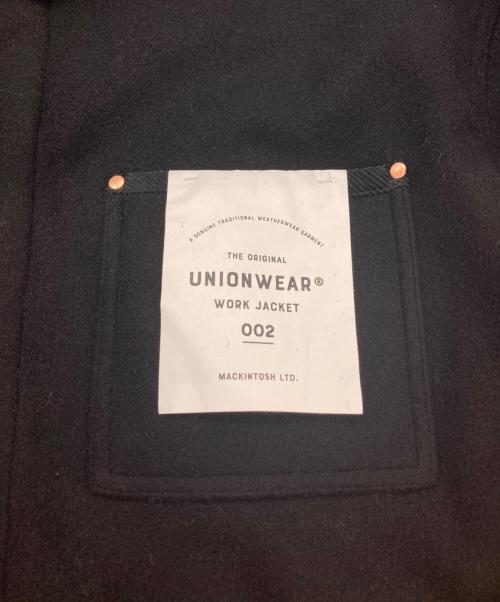 A GENUINE TRADITIONAL WEATHERWEAR GARMENT
THE ORIGINAL
UNIONWEAR®
WORK JACKET
002
MACKINTOSH LTD.